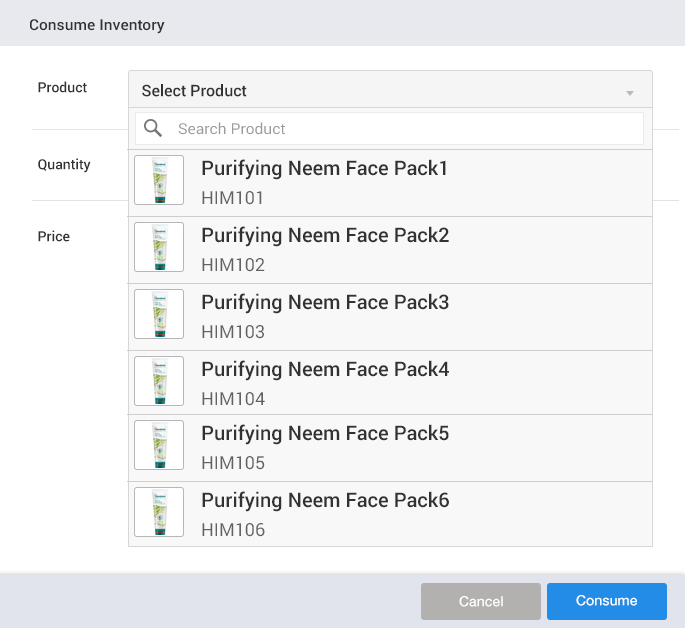 Consume Inventory
Product
Select Product
Search Product
Quantity
Price
Purifying Neem Face Pack1
HIM101
Purifying Neem Face Pack2
HIM102
Purifying Neem Face Pack3
HIM103
Purifying Neem Face Pack4
HIM104
Purifying Neem Face Pack5
HIM105
Purifying Neem Face Pack6
HIM106
Cancel
Consume